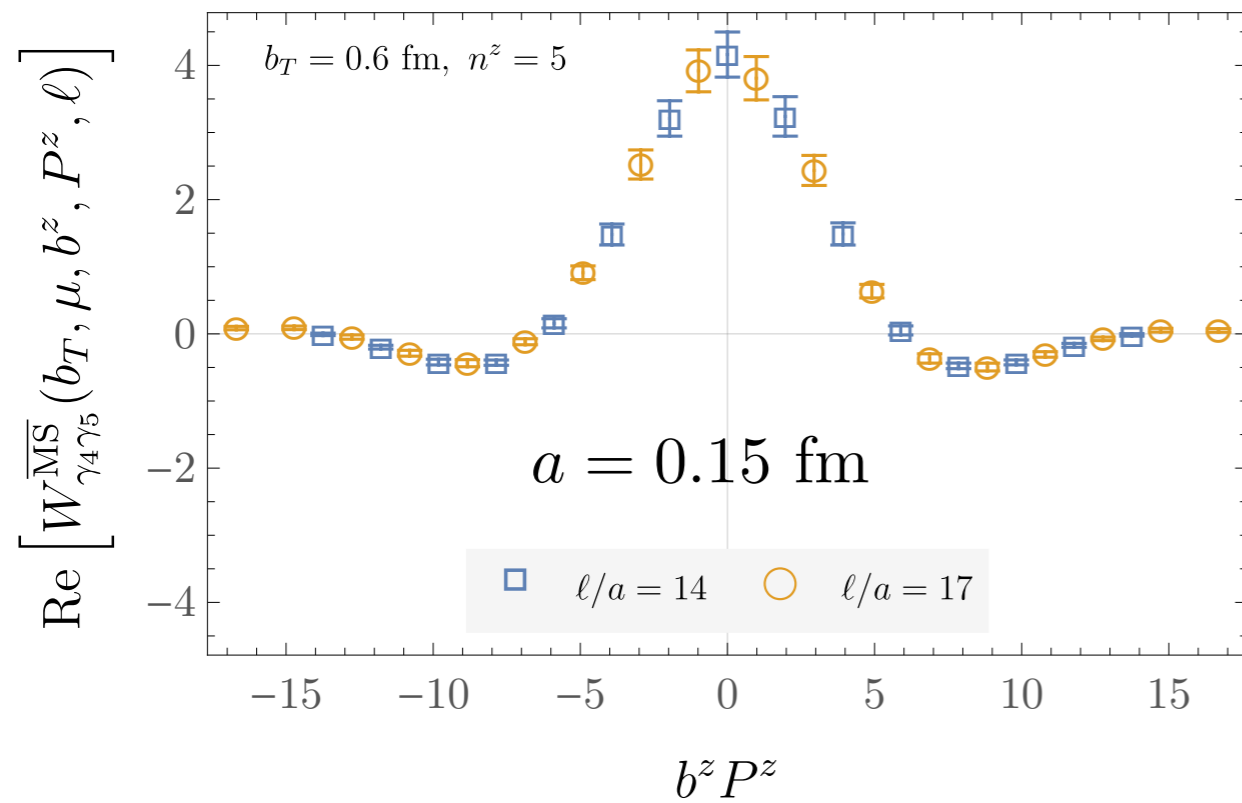 Re [W^{\overline{MS}}_{γ₄γ₅}(b_T, μ, b^z, P^z, ℓ)]
b_T = 0.6 fm, n^z = 5
4
2
0
−2
−4
a = 0.15 fm
ℓ/a = 14 ℓ/a = 17
−15 −10 −5 0 5 10 15
b^z P^z